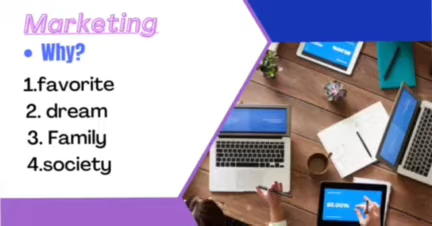 Marketing
• Why?
1.favorite
2. dream
3. Family
4.society